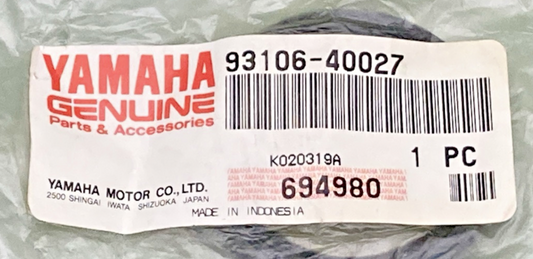 YAMAHA
GENUINE
Parts & Accessories
93106-40027
K020319A
1 PC
YAMAHA MOTOR CO., LTD.
2500 SHINGAI IWATA SHIZUOKA JAPAN
694980
MADE IN INDONESIA